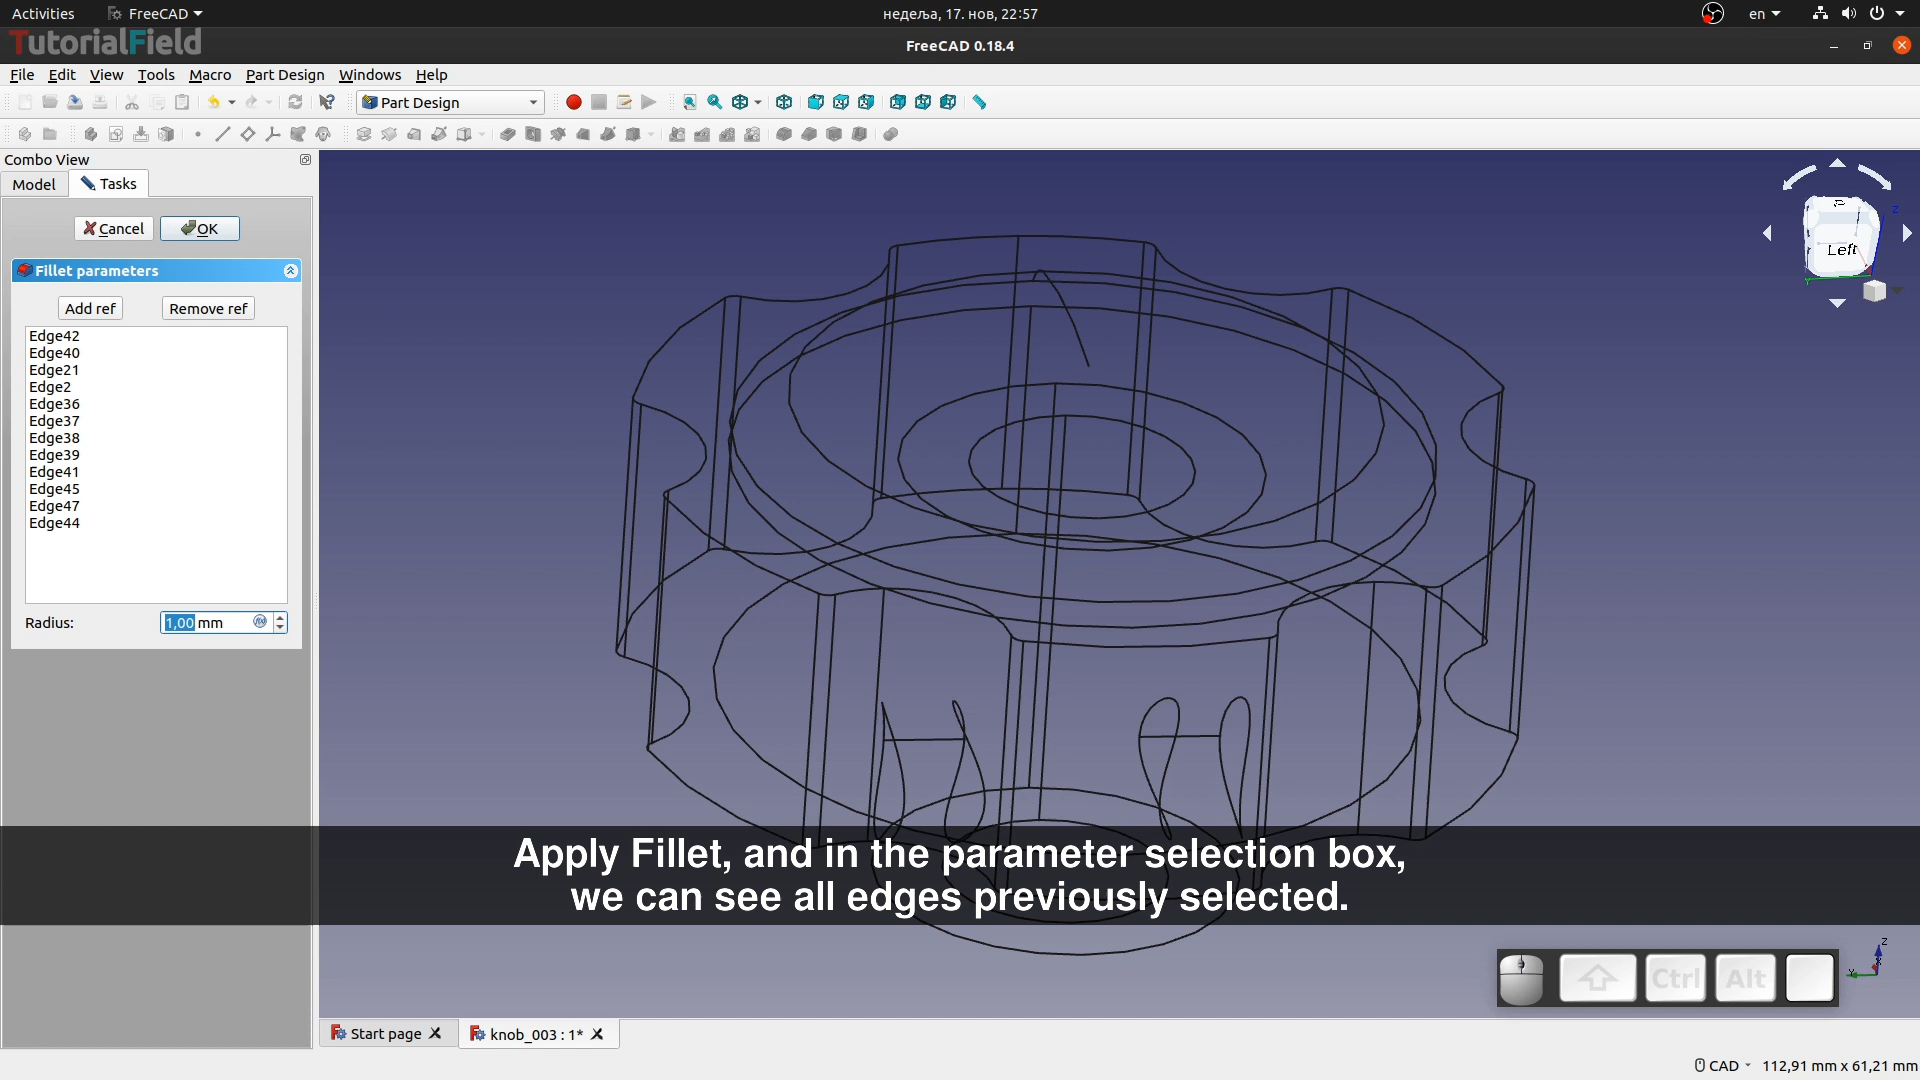 Activities
FreeCAD
недеља, 17. нов, 22:57
en
TutorialField
FreeCAD 0.18.4
File Edit View Tools Macro Part Design Windows Help
Part Design
Combo View
Model
Tasks
Cancel
OK
Fillet parameters
Add ref
Remove ref
Edge42
Edge40
Edge21
Edge2
Edge36
Edge37
Edge38
Edge39
Edge41
Edge45
Edge47
Edge44
Radius:
1,00 mm
Left
Z
Y
Apply Fillet, and in the parameter selection box,
we can see all edges previously selected.
Ctrl
Alt
Z
Y
Start page
knob_003 : 1*
CAD
112,91 mm x 61,21 mm